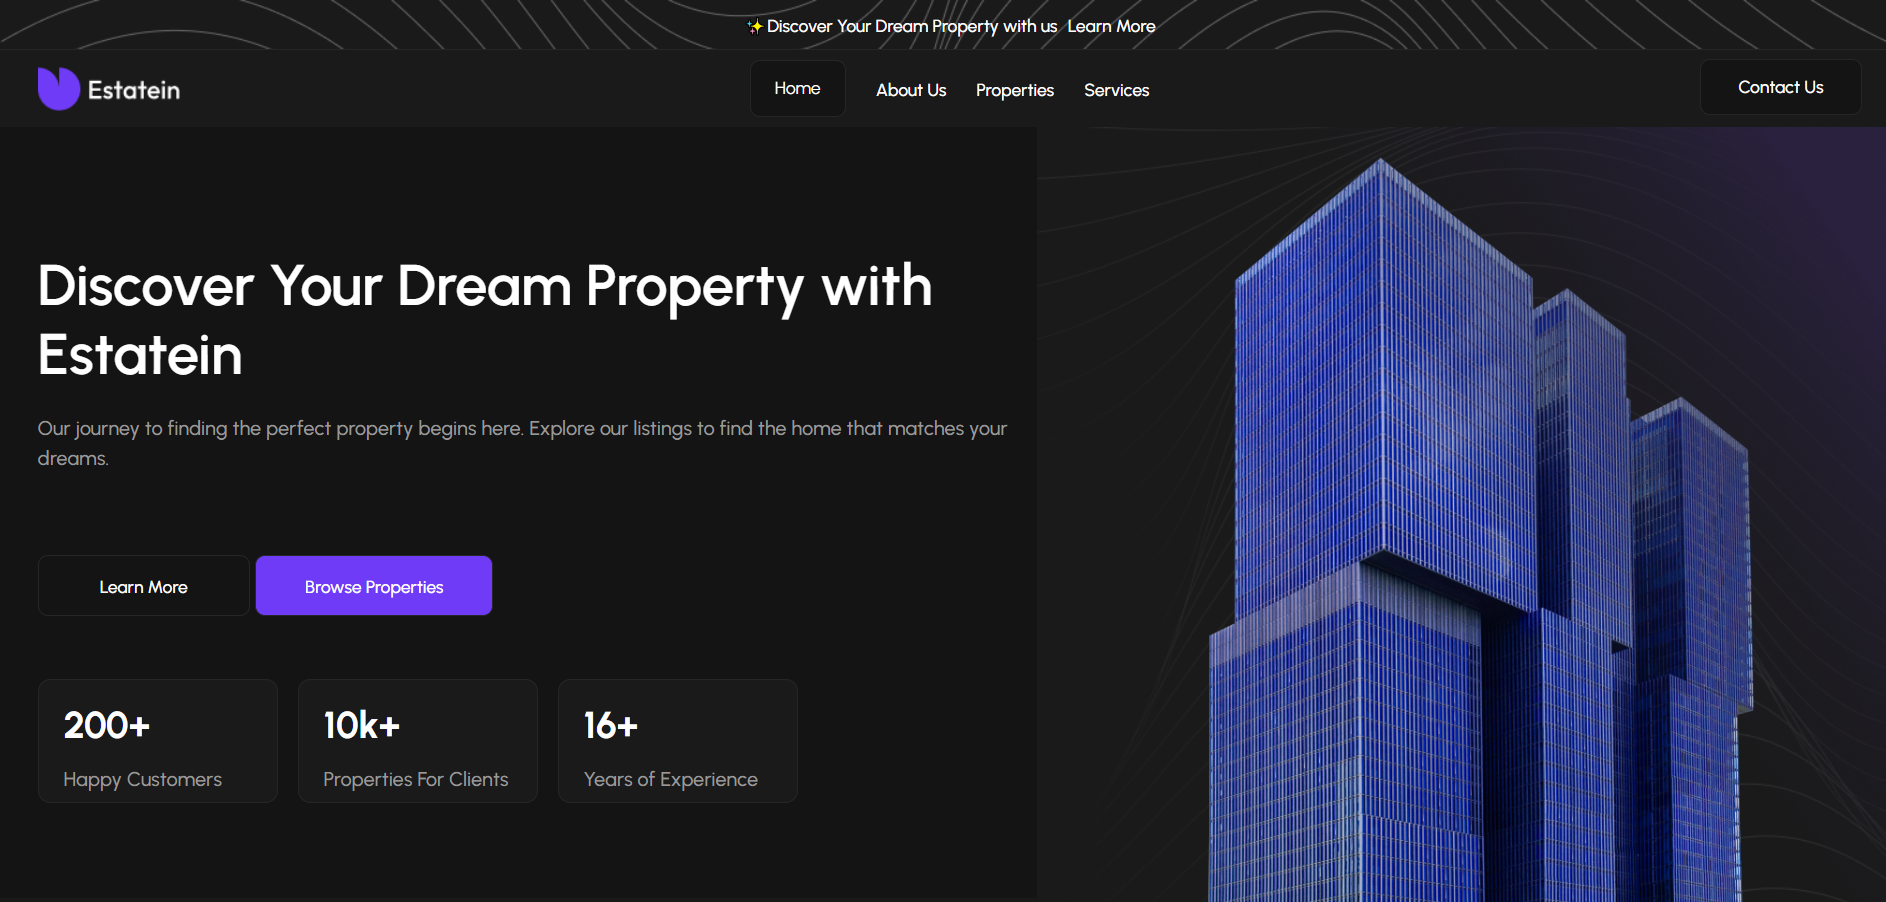 ✨Discover Your Dream Property with us Learn More
Estatein
Home About Us Properties Services
Contact Us
Discover Your Dream Property with
Estatein
Our journey to finding the perfect property begins here. Explore our listings to find the home that matches your
dreams.
Learn More
Browse Properties
200+
Happy Customers
10k+
Properties For Clients
16+
Years of Experience